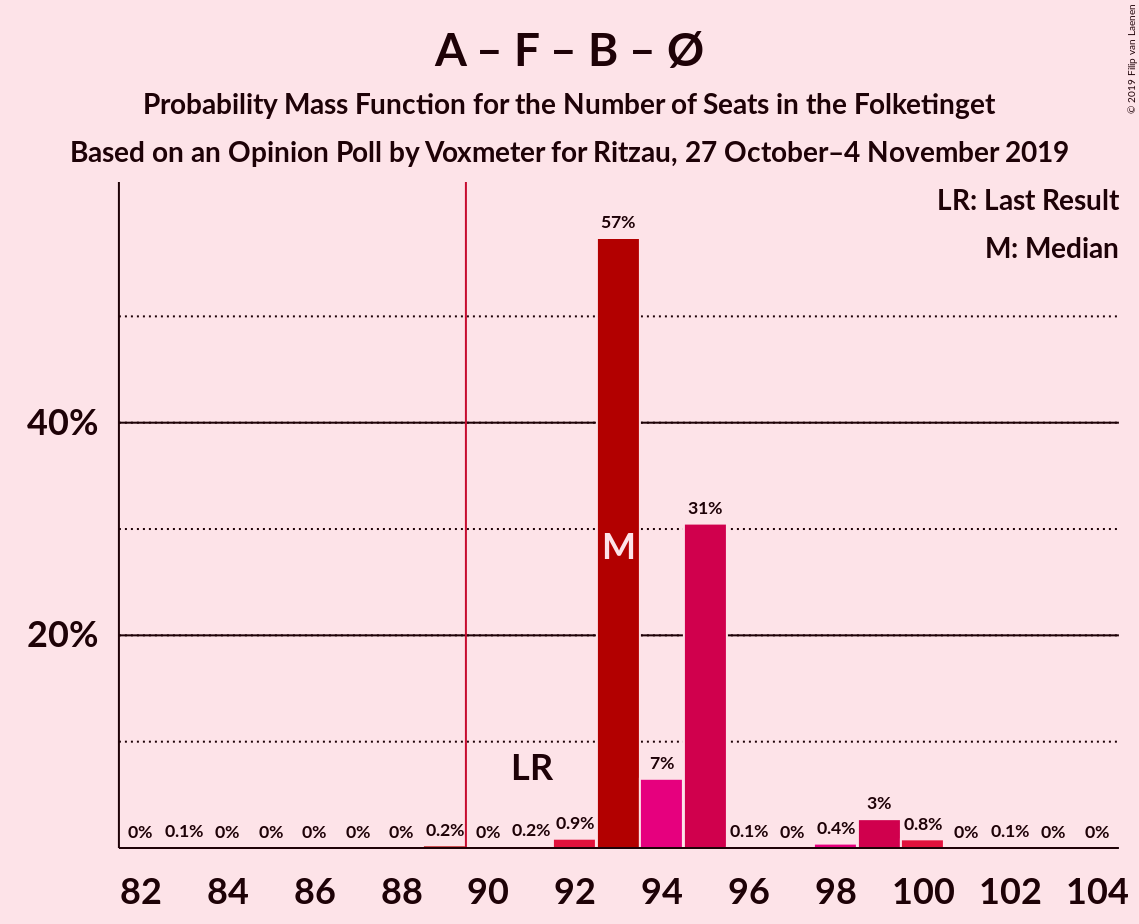 A – F – B – Ø
Probability Mass Function for the Number of Seats in the Folketinget
Based on an Opinion Poll by Voxmeter for Ritzau, 27 October–4 November 2019
© 2019 Filip van Laenen
LR: Last Result
M: Median
57%
40%
31%
M
20%
LR
7%
3%
0% 0.1% 0% 0% 0% 0% 0% 0.2% 0% 0.2% 0.9% 0.1% 0% 0.4% 0.8% 0% 0.1% 0% 0%
82 84 86 88 90 92 94 96 98 100 102 104